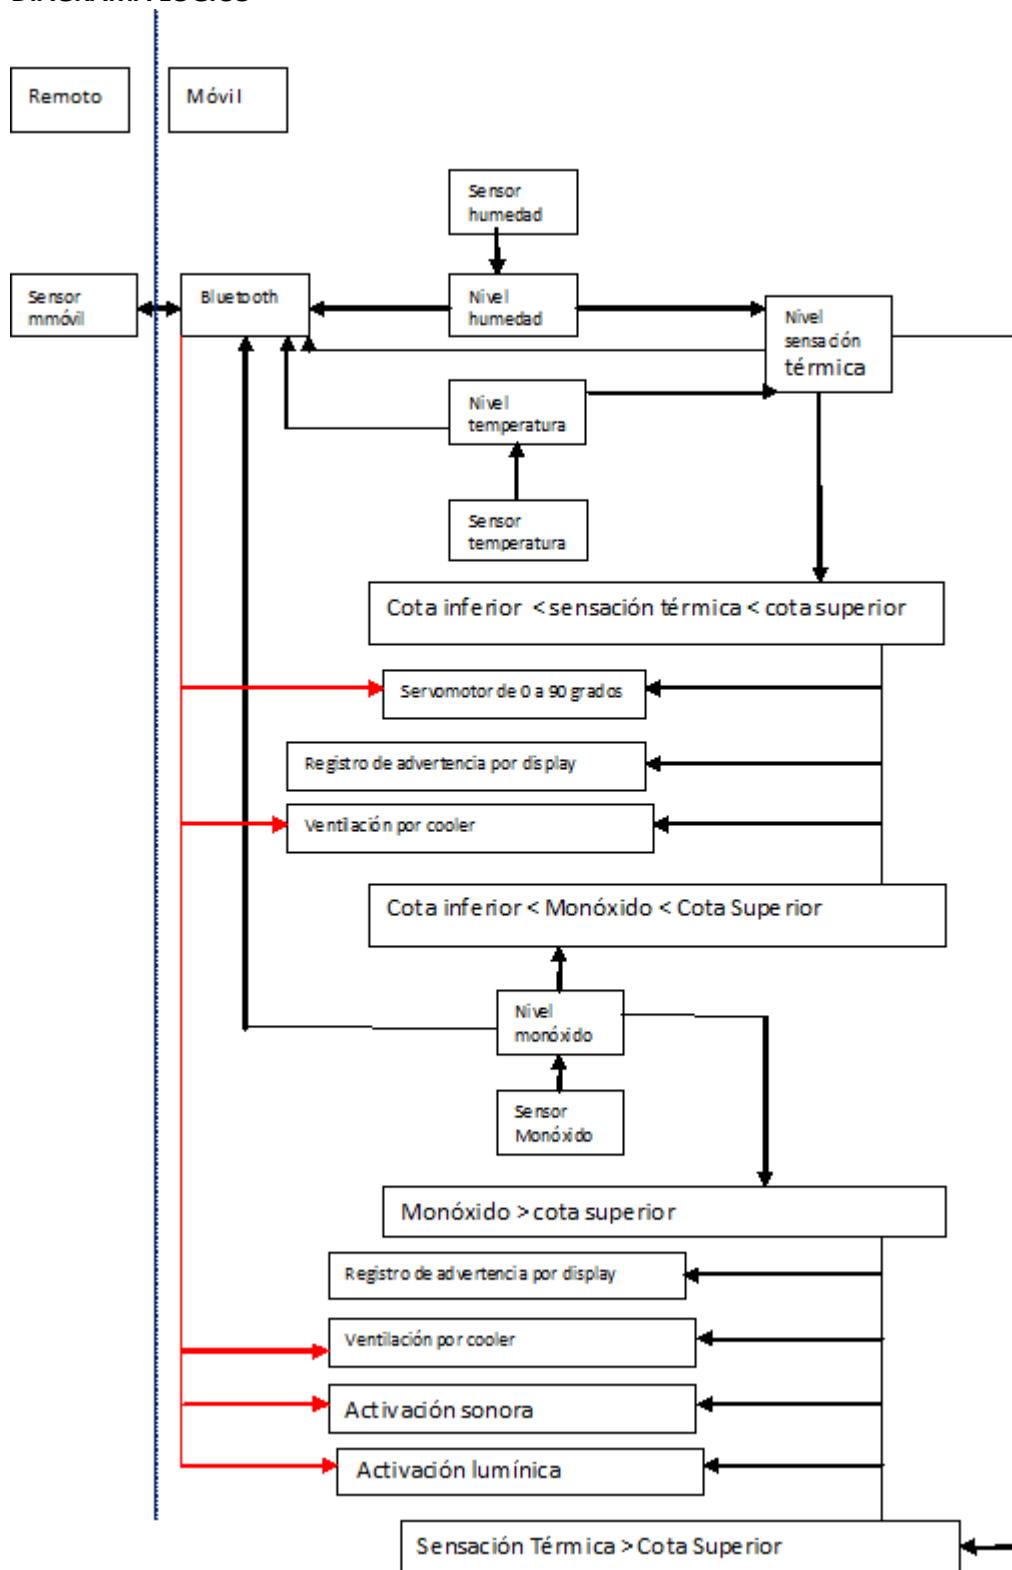 DIAGRAMA LOGICO
Remoto
Móvil
Sensor
humedad
Sensor
mmóvil
Bluetooth
Nivel
humedad
Nivel
sensación
térmica
Nivel
temperatura
Sensor
temperatura
Cota inferior < sensación térmica < cota superior
Servomotor de 0 a 90 grados
Registro de advertencia por display
Ventilación por cooler
Cota inferior < Monóxido < Cota Superior
Nivel
monóxido
Sensor
Monóxido
Monóxido > cota superior
Registro de advertencia por display
Ventilación por cooler
Activación sonora
Activación lumínica
Sensación Térmica > Cota Superior